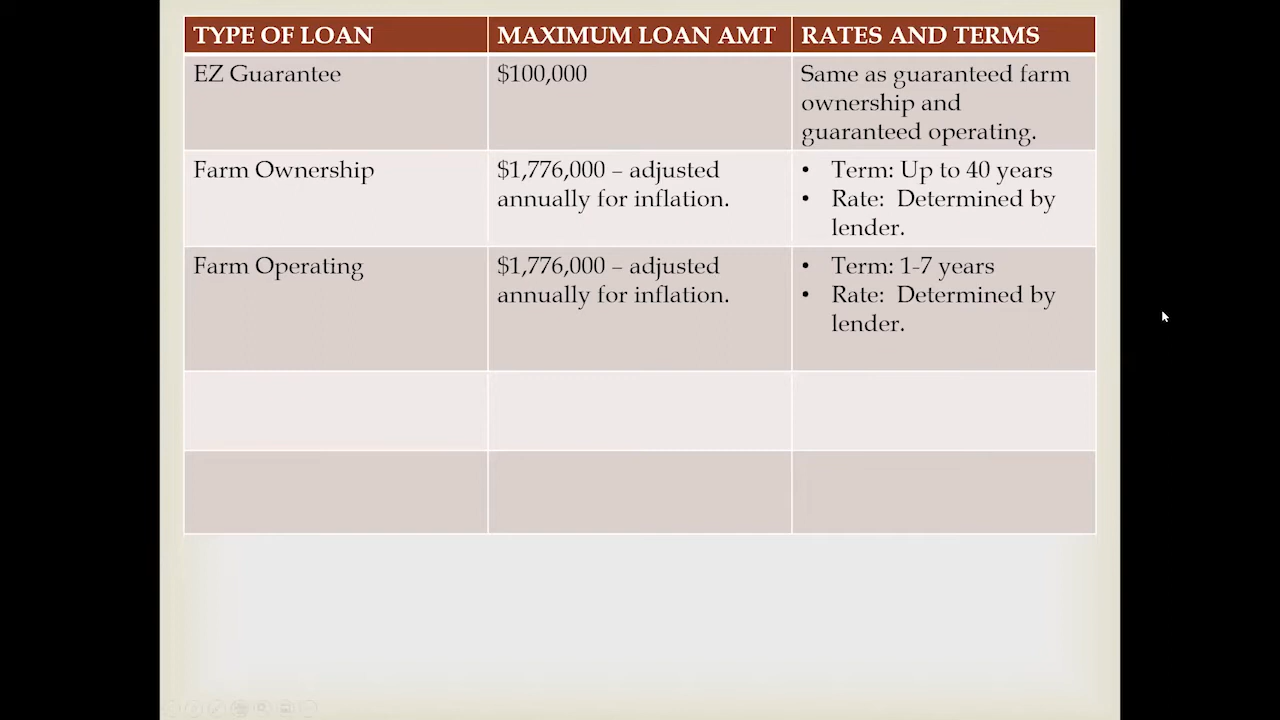 TYPE OF LOAN
MAXIMUM LOAN AMT
RATES AND TERMS
EZ Guarantee
$100,000
Same as guaranteed farm
ownership and
guaranteed operating.
Farm Ownership
$1,776,000 – adjusted
annually for inflation.
• Term: Up to 40 years
• Rate:  Determined by
lender.
Farm Operating
$1,776,000 – adjusted
annually for inflation.
• Term: 1-7 years
• Rate:  Determined by
lender.